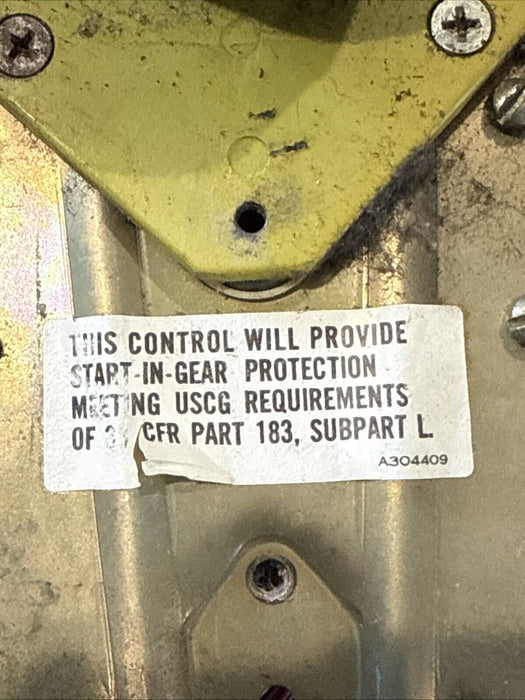 THIS CONTROL WILL PROVIDE
START-IN-GEAR PROTECTION
MEETING USCG REQUIREMENTS
OF CFR PART 183, SUBPART L.
A304409